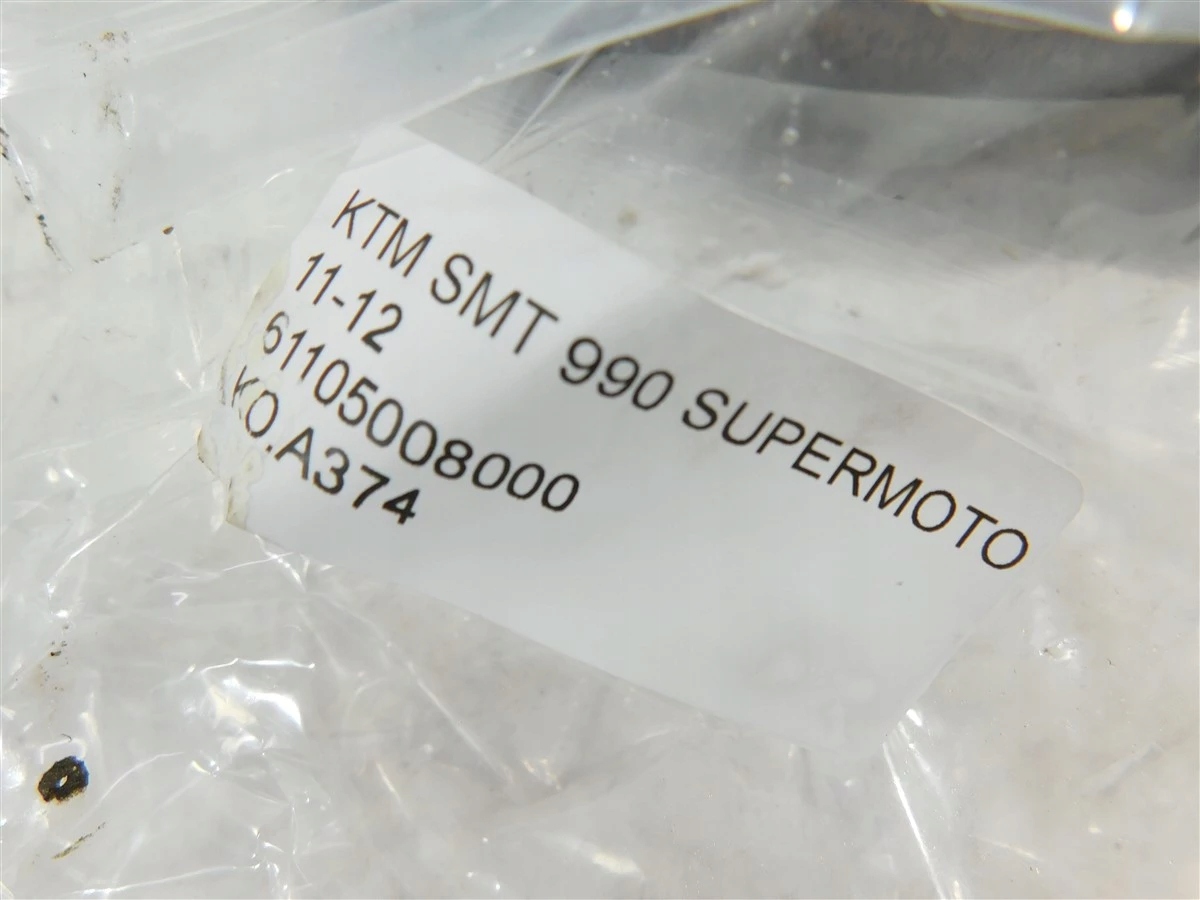 KTM SMT 990 SUPERMOTO
11-12
61105008000
KO.A374